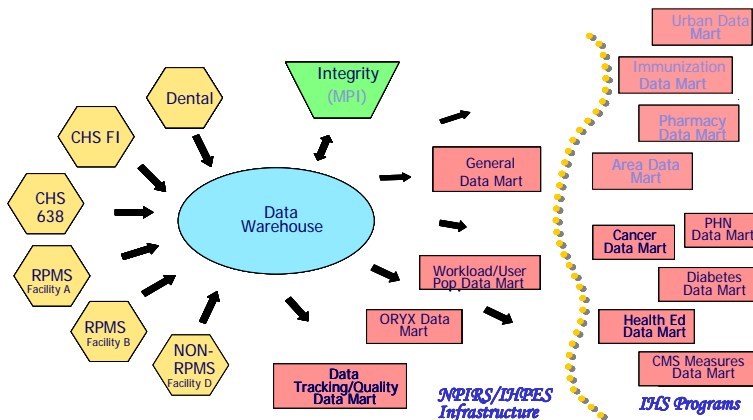 Urban Data
Mart
Integrity
(MPI)
Immunization
Data Mart
Dental
Pharmacy
Data Mart
CHS FI
General
Data Mart
Area Data
Mart
CHS
638
Data
Warehouse
PHN
Data Mart
Cancer
Data Mart
RPMS
Facility A
Workload/User
Pop Data Mart
Diabetes
Data Mart
RPMS
Facility B
ORYX Data
Mart
Health Ed
Data Mart
NON-
RPMS
Facility D
Data
Tracking/Quality
Data Mart
CMS Measures
Data Mart
NPIRS/IHPES
Infrastructure
IHS Programs